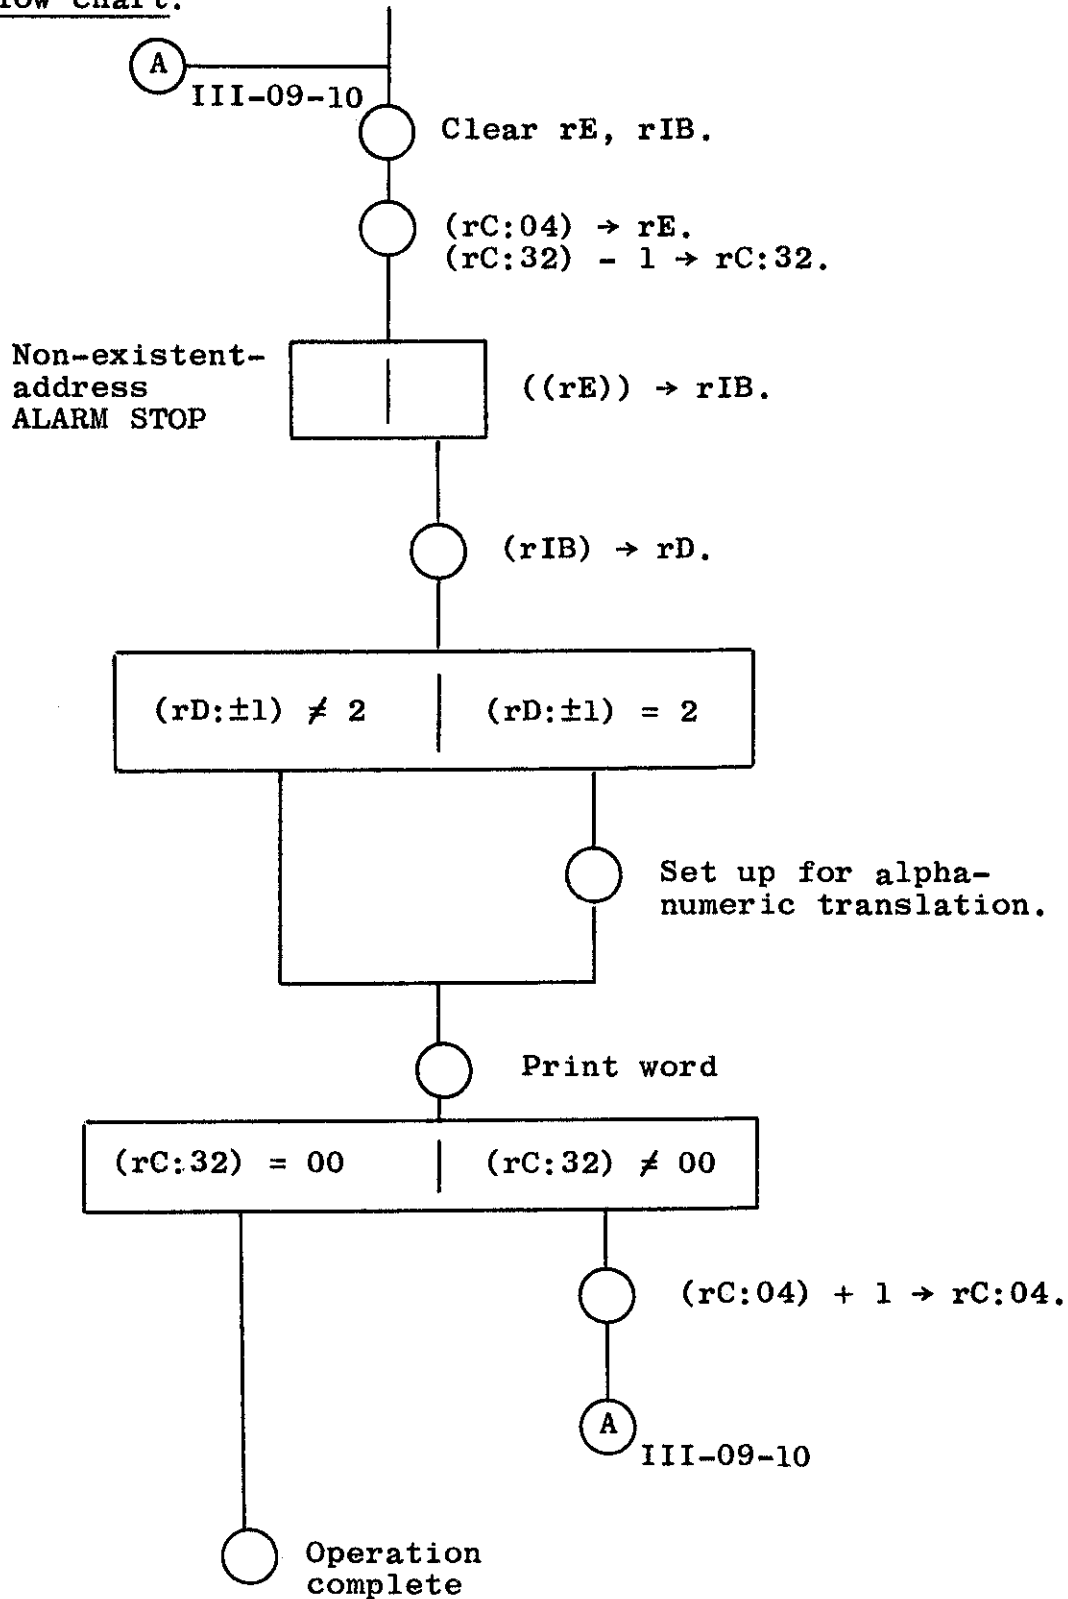 Flow Chart.
A
III-09-10
Clear rE, rIB.
(rC:04) → rE.
(rC:32) - 1 → rC:32.
Non-existent-
address
ALARM STOP
((rE)) → rIB.
(rIB) → rD.
(rD:±1) ≠ 2
(rD:±1) = 2
Set up for alpha-
numeric translation.
Print word
(rC:32) = 00
(rC:32) ≠ 00
(rC:04) + 1 → rC:04.
A
III-09-10
Operation
complete